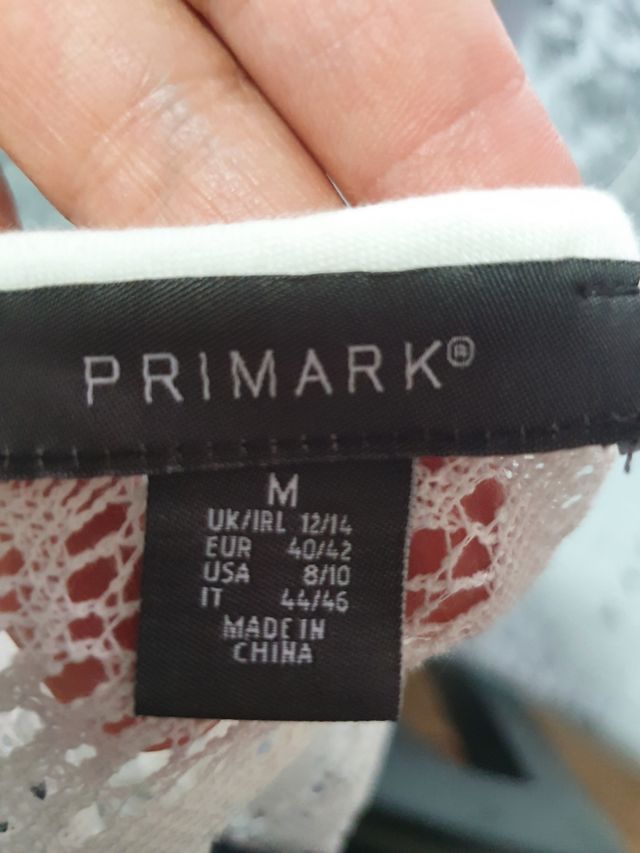 PRIMARK®
M
UK/IRL 12/14
EUR 40/42
USA 8/10
IT 44/46
MADE IN
CHINA